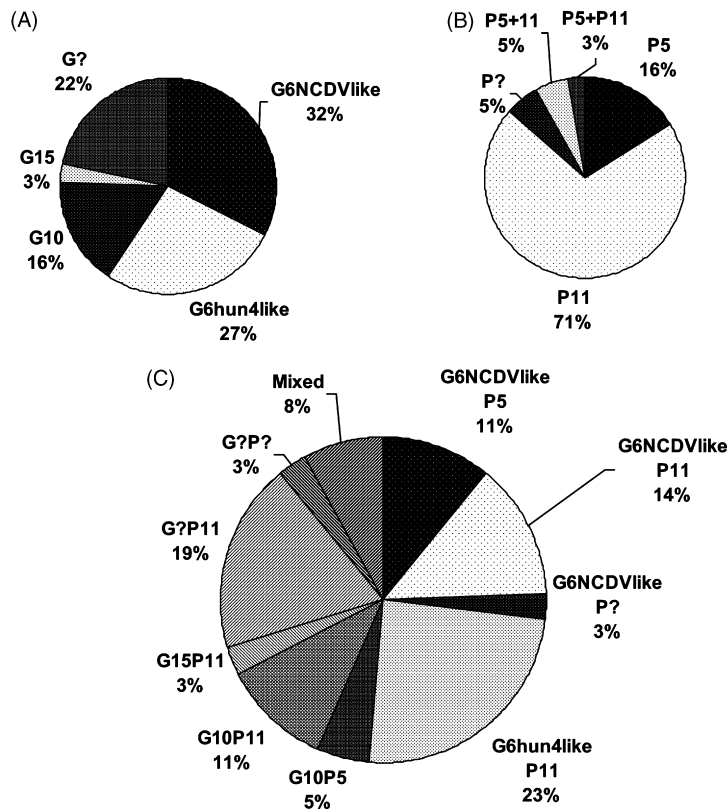 (A)
G?
22%
G6NCDVlike
32%
G15
3%
G10
16%
G6hun4like
27%
(B)
P5+11
5%
P5+P11
3%
P5
16%
P?
5%
P11
71%
(C)
Mixed
8%
G6NCDVlike
P5
11%
G6NCDVlike
P11
14%
G?P?
3%
G?P11
19%
G6NCDVlike
P?
3%
G15P11
3%
G10P11
11%
G10P5
5%
G6hun4like
P11
23%